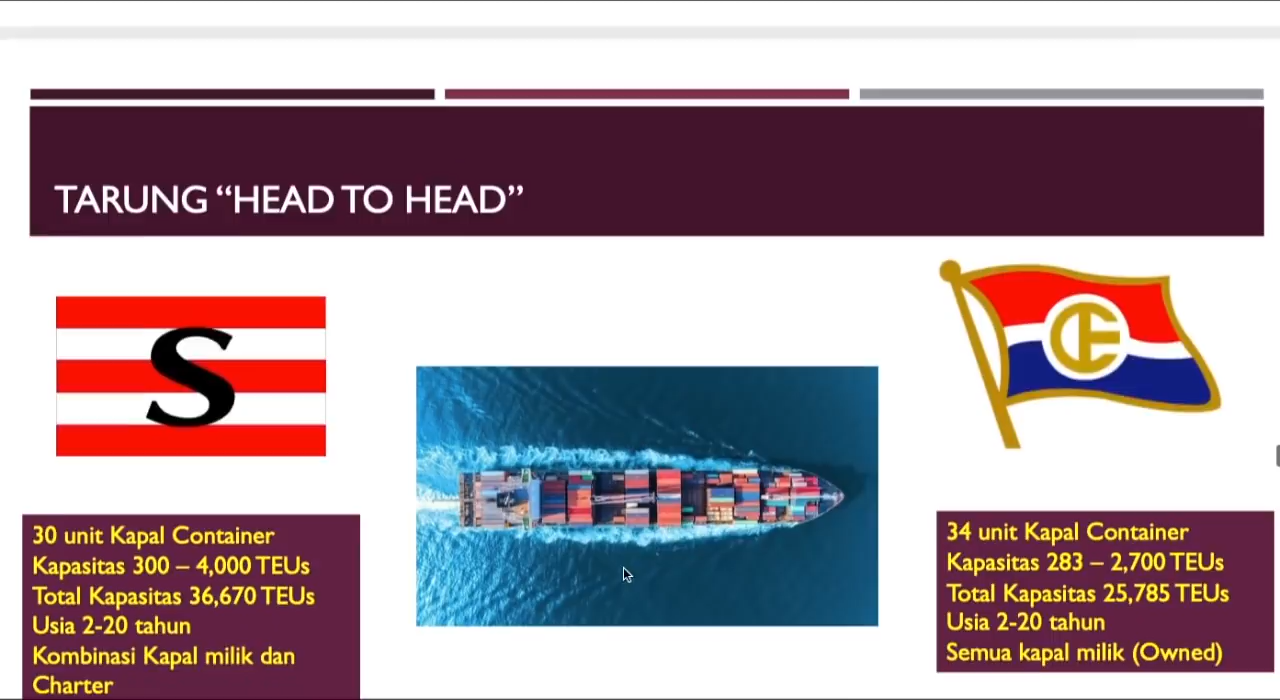 TARUNG “HEAD TO HEAD”
S
CE
30 unit Kapal Container
Kapasitas 300 – 4,000 TEUs
Total Kapasitas 36,670 TEUs
Usia 2-20 tahun
Kombinasi Kapal milik dan
Charter
34 unit Kapal Container
Kapasitas 283 – 2,700 TEUs
Total Kapasitas 25,785 TEUs
Usia 2-20 tahun
Semua kapal milik (Owned)